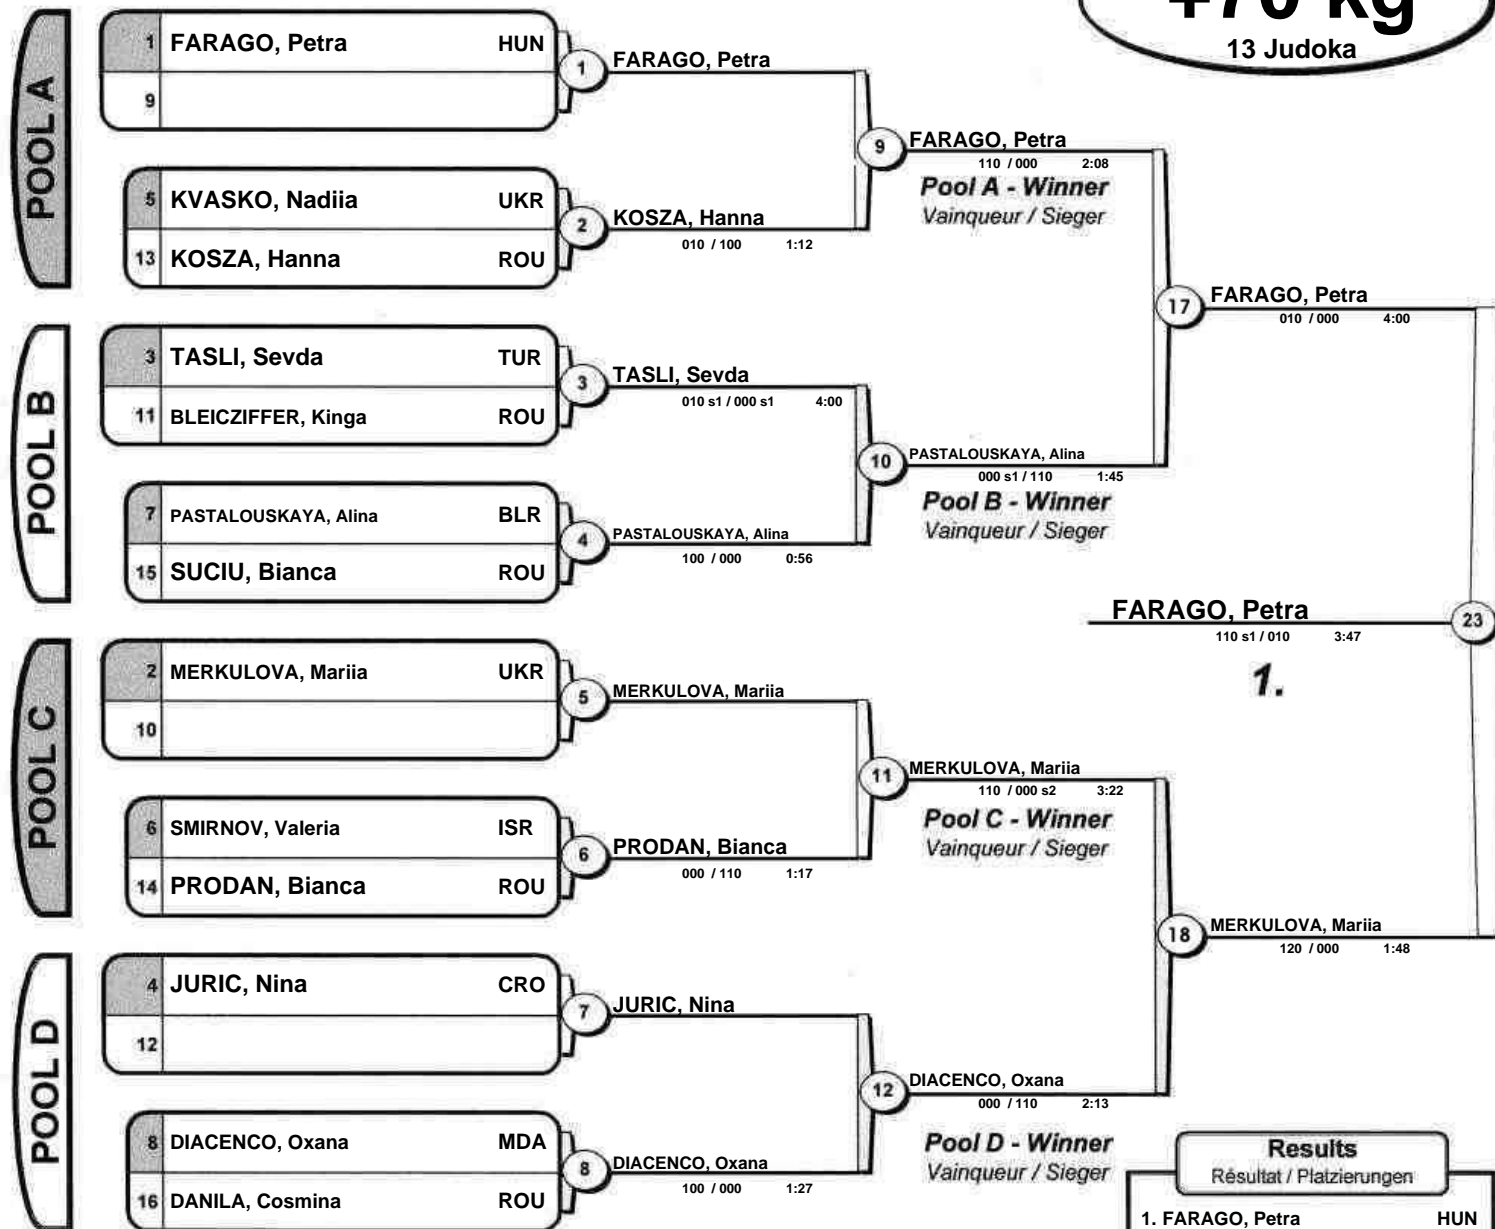 +70 kg
13 Judoka
POOL A
1 FARAGO, Petra HUN
9
5 KVASKO, Nadiia UKR
13 KOSZA, Hanna ROU
1 FARAGO, Petra
2 KOSZA, Hanna
010 / 100 1:12
9 FARAGO, Petra
110 / 000 2:08
Pool A - Winner
Vainqueur / Sieger
POOL B
3 TASLI, Sevda TUR
11 BLEICZIFFER, Kinga ROU
7 PASTALOUSKAYA, Alina BLR
15 SUCIU, Bianca ROU
3 TASLI, Sevda
010 s1 / 000 s1 4:00
4 PASTALOUSKAYA, Alina
100 / 000 0:56
10 PASTALOUSKAYA, Alina
000 s1 / 110 1:45
Pool B - Winner
Vainqueur / Sieger
17 FARAGO, Petra
010 / 000 4:00
POOL C
2 MERKULOVA, Mariia UKR
10
6 SMIRNOV, Valeria ISR
14 PRODAN, Bianca ROU
5 MERKULOVA, Mariia
6 PRODAN, Bianca
000 / 110 1:17
11 MERKULOVA, Mariia
110 / 000 s2 3:22
Pool C - Winner
Vainqueur / Sieger
POOL D
4 JURIC, Nina CRO
12
8 DIACENCO, Oxana MDA
16 DANILA, Cosmina ROU
7 JURIC, Nina
8 DIACENCO, Oxana
100 / 000 1:27
12 DIACENCO, Oxana
000 / 110 2:13
Pool D - Winner
Vainqueur / Sieger
18 MERKULOVA, Mariia
120 / 000 1:48
FARAGO, Petra 23
110 s1 / 010 3:47
1.
Results
Résultat / Platzierungen
1. FARAGO, Petra HUN